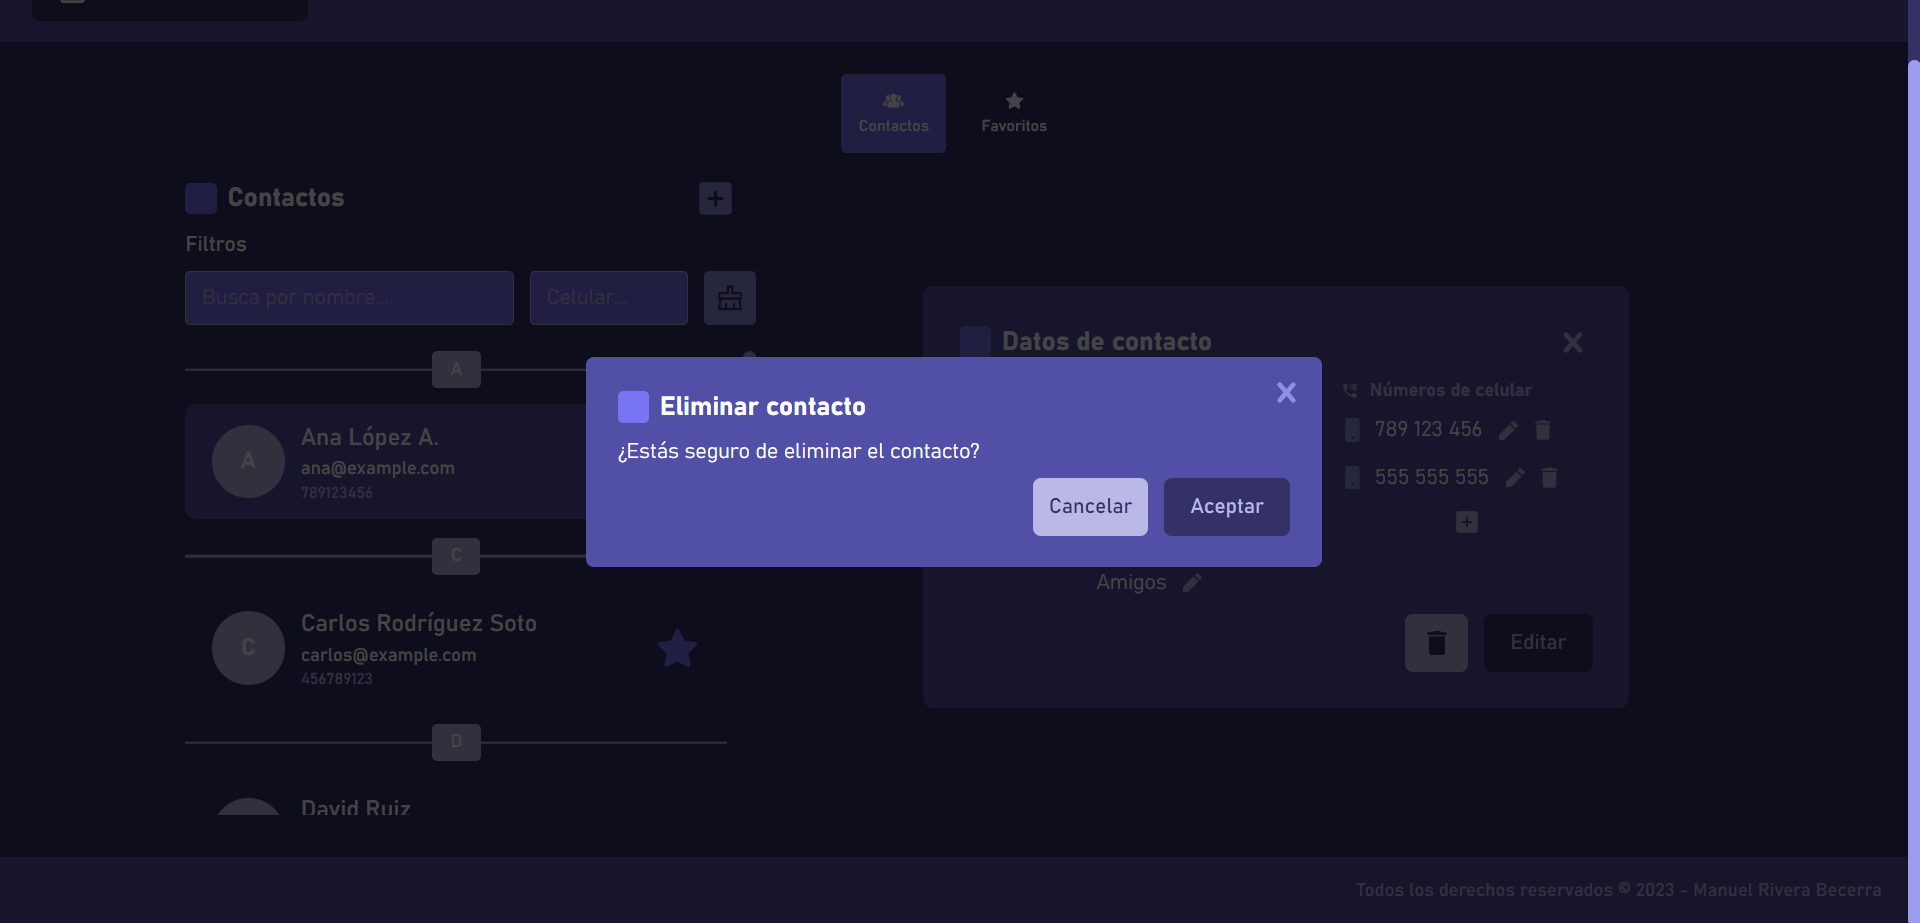 Contactos
Favoritos
Contactos
Filtros
Busca por nombre...
Celular...
A
A
Ana López A.
ana@example.com
789123456
C
C
Carlos Rodríguez Soto
carlos@example.com
456789123
D
David Ruiz
Datos de contacto
Números de celular
789 123 456
555 555 555
Amigos
Editar
Eliminar contacto
¿Estás seguro de eliminar el contacto?
Cancelar
Aceptar
Todos los derechos reservados © 2023 - Manuel Rivera Becerra